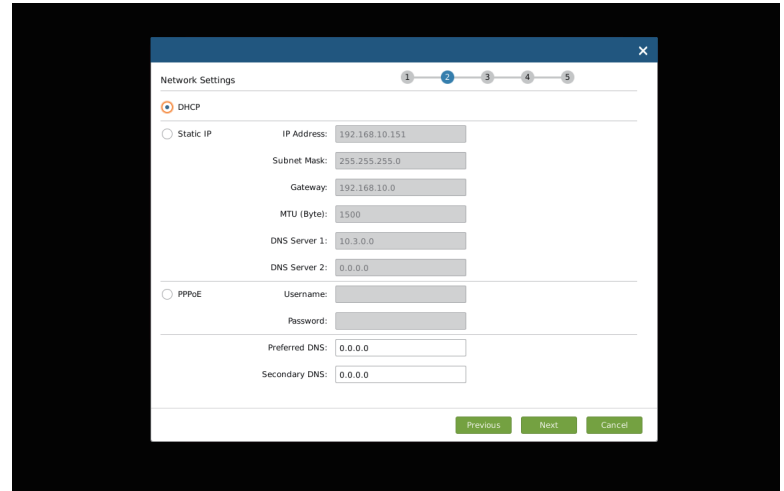 Network Settings 1 2 3 4 5
DHCP
Static IP IP Address: 192.168.10.151
Subnet Mask: 255.255.255.0
Gateway: 192.168.10.0
MTU (Byte): 1500
DNS Server 1: 10.3.0.0
DNS Server 2: 0.0.0.0
PPPoE Username:
Password:
Preferred DNS: 0.0.0.0
Secondary DNS: 0.0.0.0
Previous Next Cancel